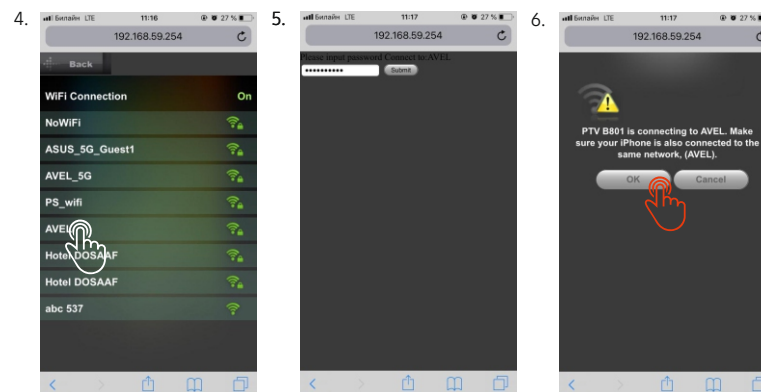 4.
Билайн LTE 11:16 27 %
192.168.59.254
Back
WiFi Connection On
NoWiFi
ASUS_5G_Guest1
AVEL_5G
PS_wifi
AVEL
Hotel DOSAAF
Hotel DOSAAF
abc 537
5.
Билайн LTE 11:17 27 %
192.168.59.254
Please input password Connect to:AVEL
Submit
6.
Билайн LTE 11:17 27 %
192.168.59.254
PTV B801 is connecting to AVEL. Make
sure your iPhone is also connected to the
same network, (AVEL).
OK Cancel